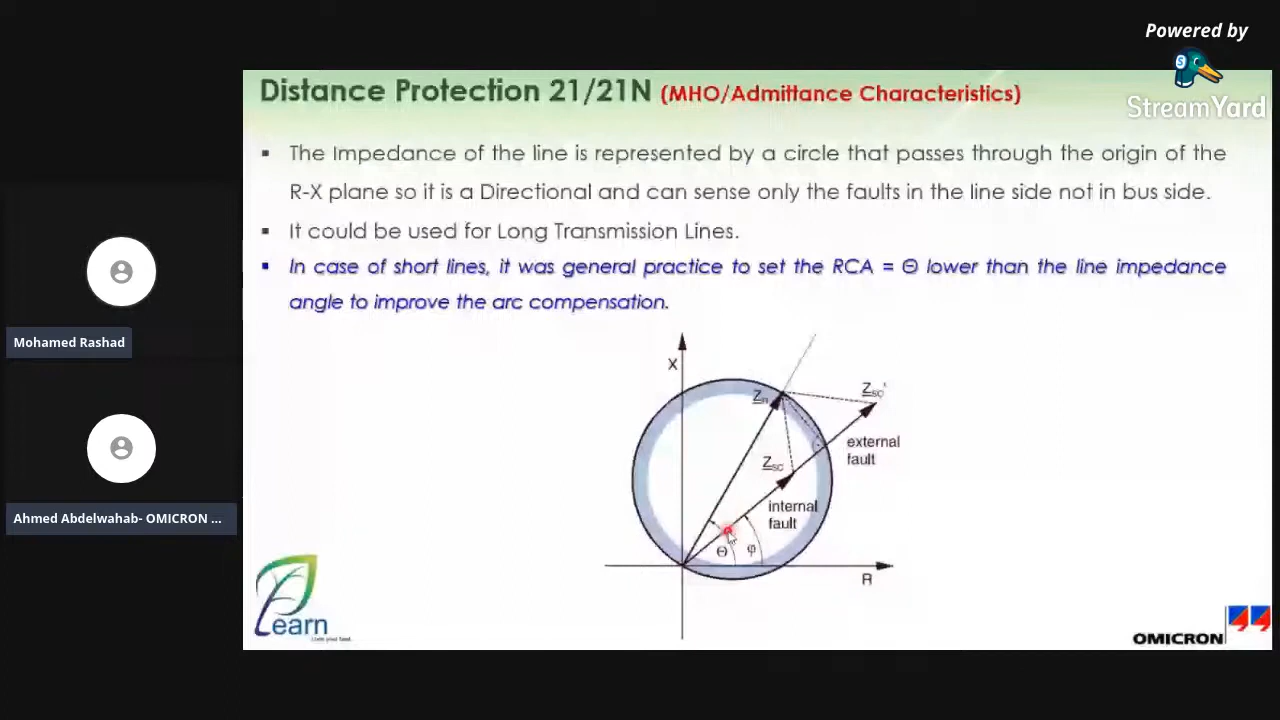 Powered by
StreamYard
Distance Protection 21/21N (MHO/Admittance Characteristics)
▪ The Impedance of the line is represented by a circle that passes through the origin of the
R-X plane so it is a Directional and can sense only the faults in the line side not in bus side.
▪ It could be used for Long Transmission Lines.
▪ In case of short lines, it was general practice to set the RCA = Θ lower than the line impedance
angle to improve the arc compensation.
X
Z_R
Z_SC'
external
fault
Z_SC
internal
fault
Θ φ
R
Mohamed Rashad
Ahmed Abdelwahab- OMICRON ...
Learn
OMICRON